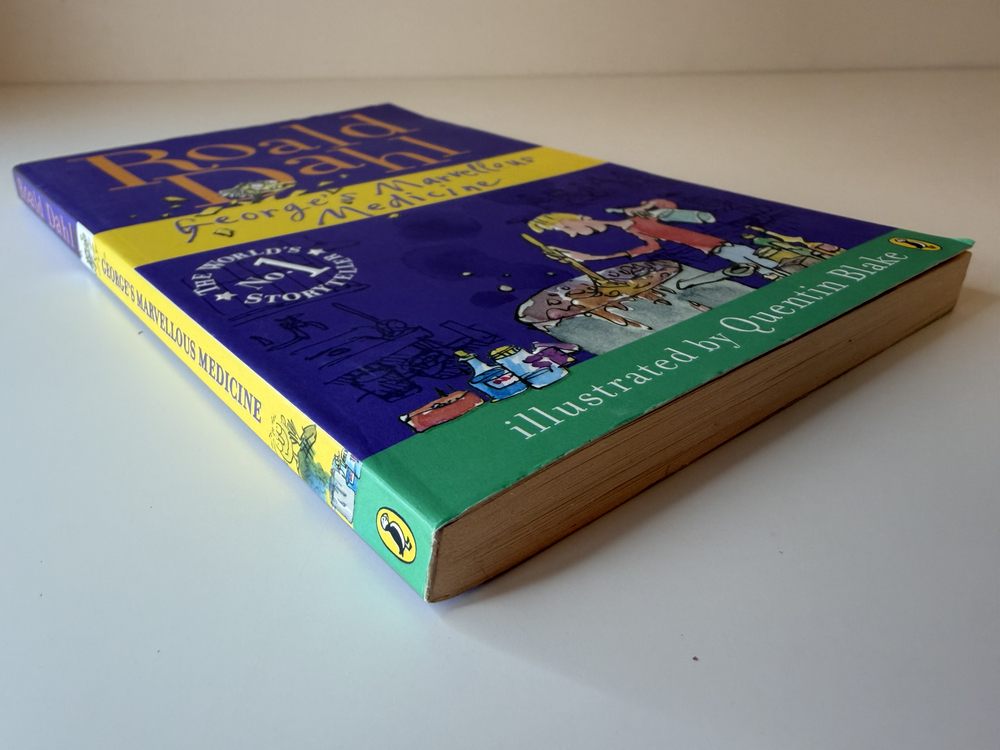 Roald
Dahl
George's Marvellous
Medicine
THE WORLD'S
No.1
STORYTELLER
illustrated by Quentin Blake
Roald Dahl
GEORGE'S MARVELLOUS MEDICINE